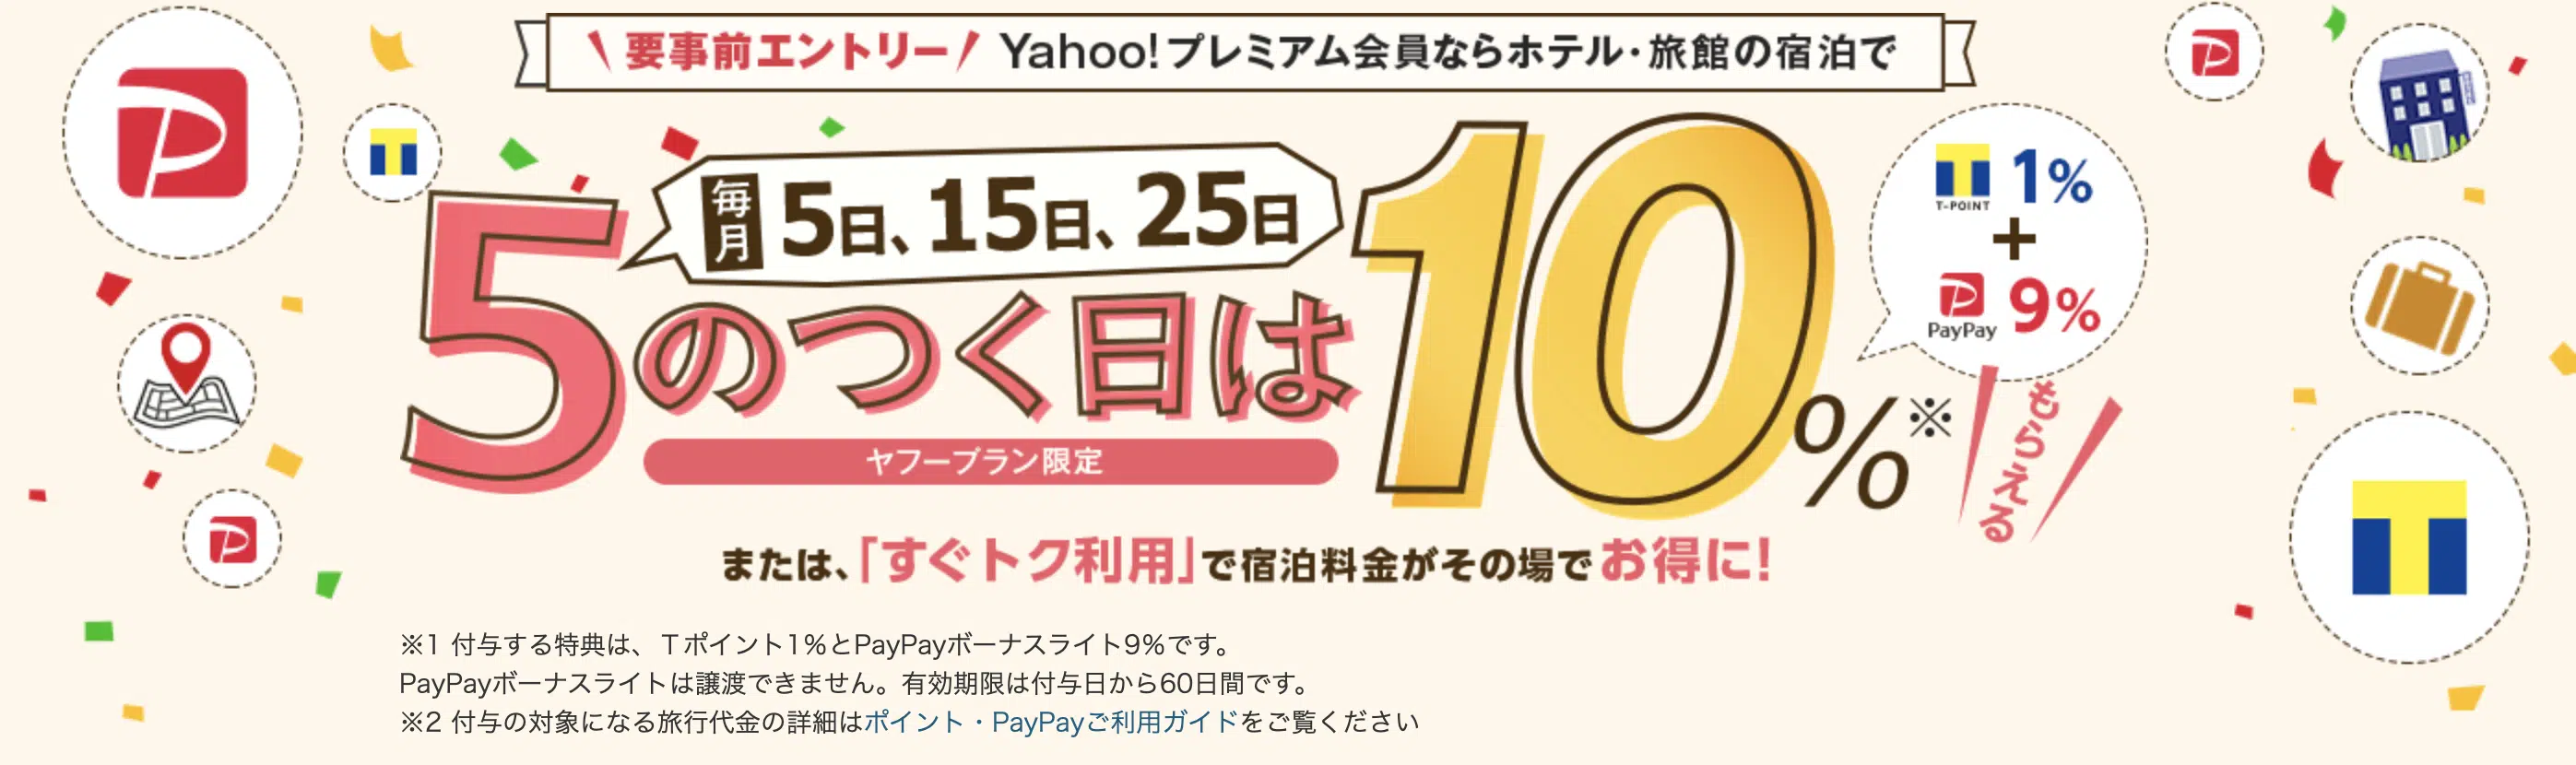 要事前エントリー Yahoo!プレミアム会員ならホテル・旅館の宿泊で
毎月 5日、15日、25日
5のつく日は10%※
もらえる
T-POINT 1%
+
PayPay 9%
ヤフープラン限定
または、「すぐトク利用」で宿泊料金がその場でお得に!
※1 付与する特典は、Tポイント1%とPayPayボーナスライト9%です。
PayPayボーナスライトは譲渡できません。有効期限は付与日から60日間です。
※2 付与の対象になる旅行代金の詳細はポイント・PayPayご利用ガイドをご覧ください